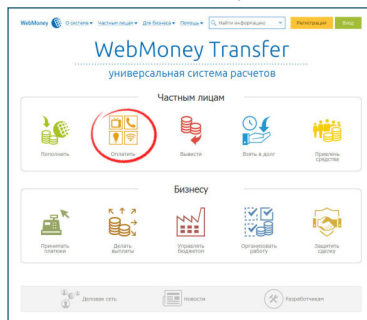 WebMoney О системе Частным лицам Для бизнеса Помощь Найти информацию Регистрация Вход
WebMoney Transfer
универсальная система расчетов
Частным лицам
Пополнить Оплатить Вывести Взять в долг Привлечь средства
Бизнесу
Принимать платежи Делать выплаты Управлять бюджетом Организовать работу Защитить сделку
Деловая сеть Новости Разработчикам